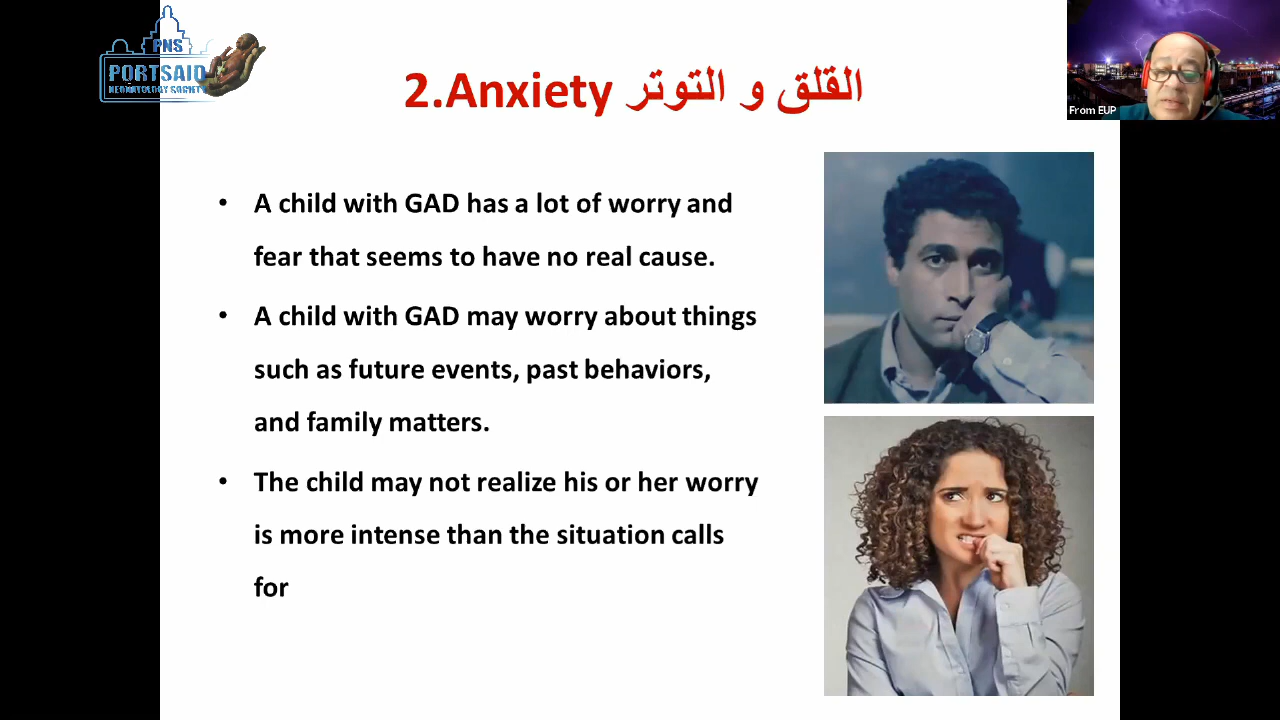 PNS
PORTSAID
NEONATOLOGY SOCIETY
2.Anxiety القلق و التوتر
From EUP
• A child with GAD has a lot of worry and
fear that seems to have no real cause.
• A child with GAD may worry about things
such as future events, past behaviors,
and family matters.
• The child may not realize his or her worry
is more intense than the situation calls
for